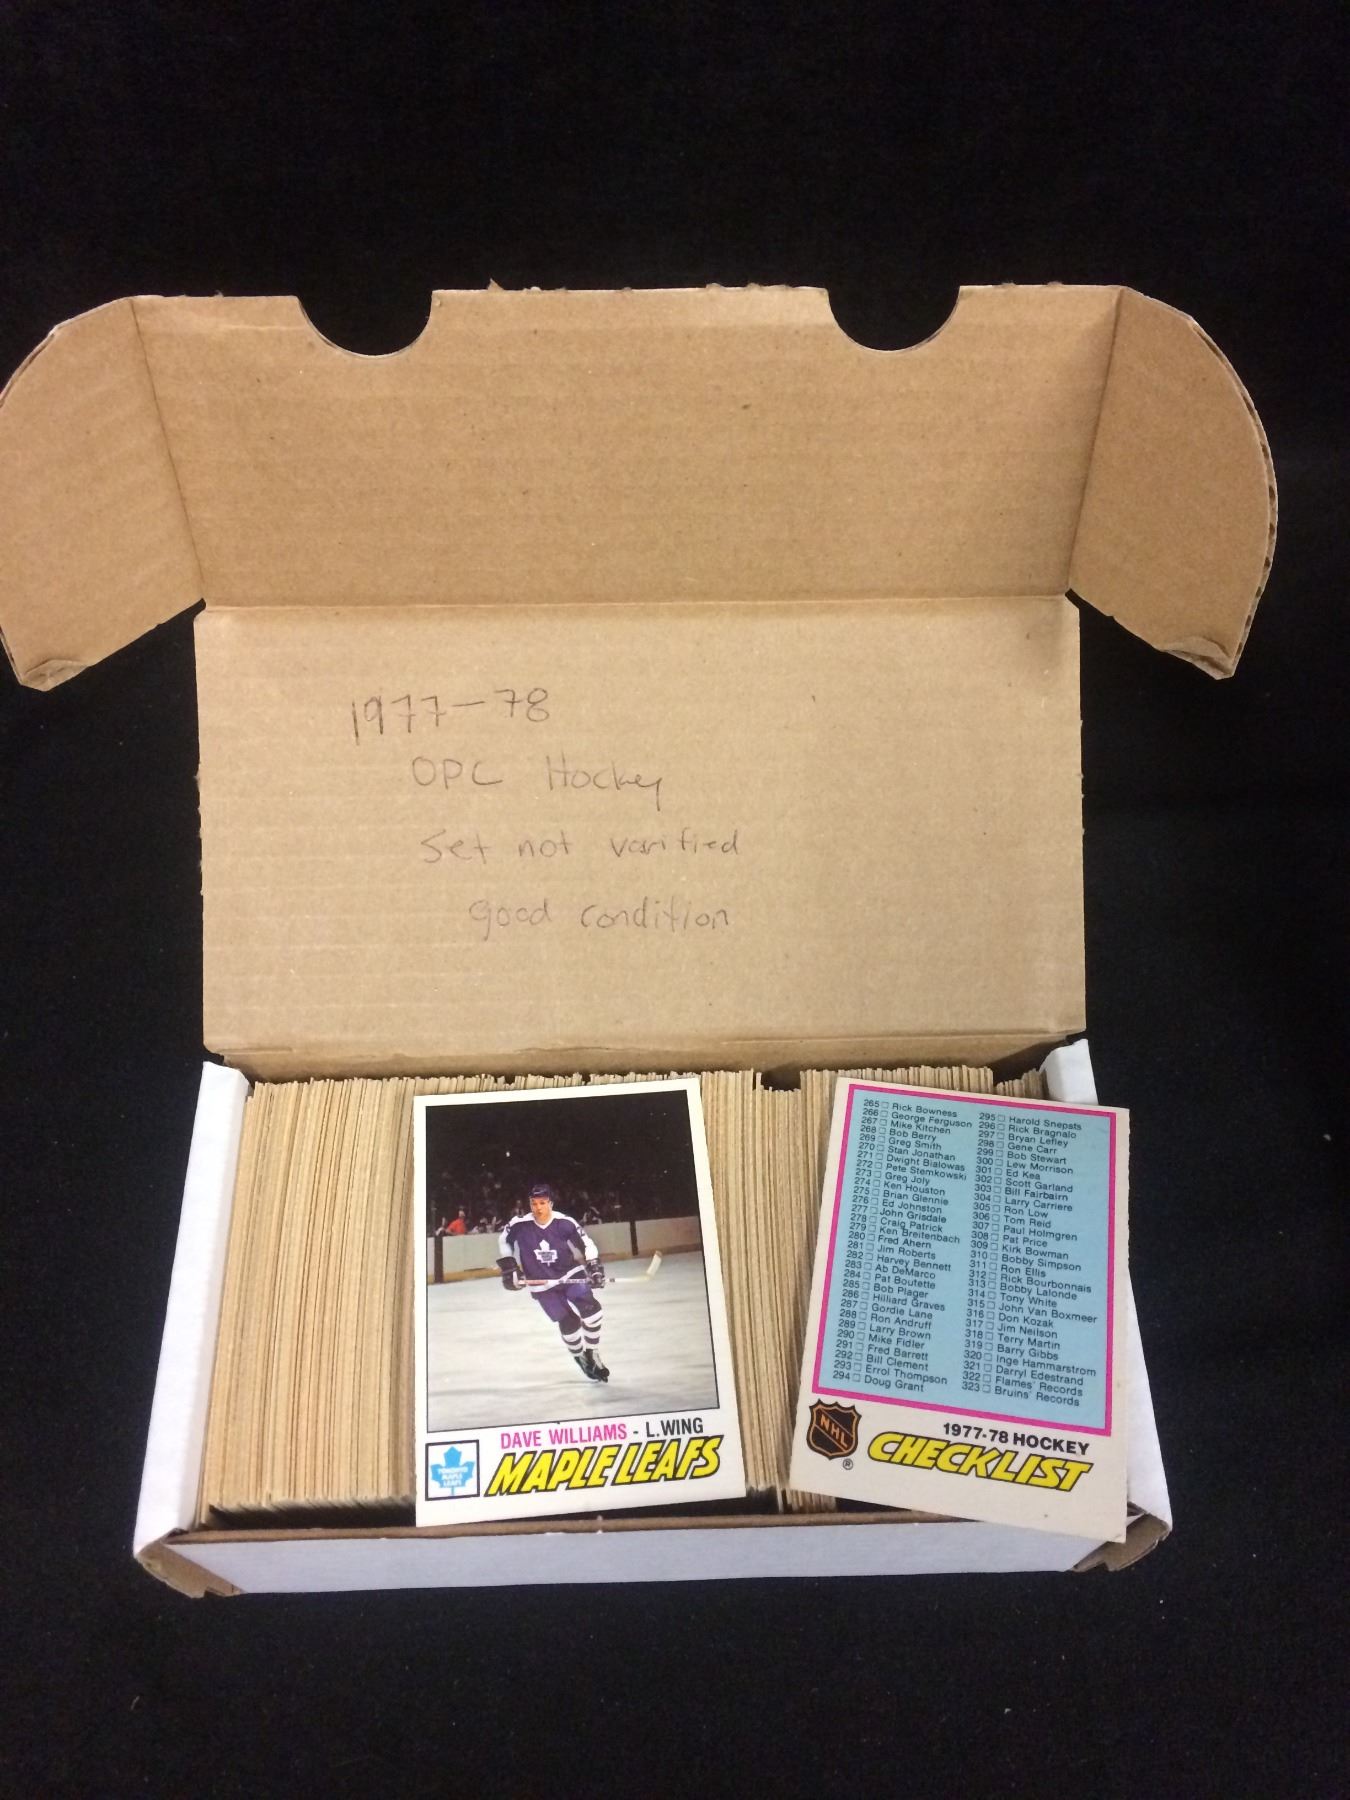 1977-78
OPC Hockey
Set not varified
good condition
DAVE WILLIAMS - L.WING
TORONTO
MAPLE
LEAFS
MAPLE LEAFS
265 Rick Bowness
266 George Ferguson
267 Mike Kitchen
268 Bob Berry
269 Greg Smith
270 Stan Jonathan
271 Dwight Bialowas
272 Pete Stemkowski
273 Greg Joly
274 Ken Houston
275 Brian Glennie
276 Ed Johnston
277 John Grisdale
278 Craig Patrick
279 Ken Breitenbach
280 Fred Ahern
281 Jim Roberts
282 Harvey Bennett
283 Ab DeMarco
284 Pat Boutette
285 Bob Plager
286 Hilliard Graves
287 Gordie Lane
288 Ron Andruff
289 Larry Brown
290 Mike Fidler
291 Fred Barrett
292 Bill Clement
293 Errol Thompson
294 Doug Grant
295 Harold Snepsts
296 Rick Bragnalo
297 Bryan Lefley
298 Gene Carr
299 Bob Stewart
300 Lew Morrison
301 Ed Kea
302 Scott Garland
303 Bill Fairbairn
304 Larry Carriere
305 Ron Low
306 Tom Reid
307 Paul Holmgren
308 Pat Price
309 Kirk Bowman
310 Bobby Simpson
311 Ron Ellis
312 Rick Bourbonnais
313 Bobby Lalonde
314 Tony White
315 John Van Boxmeer
316 Don Kozak
317 Jim Neilson
318 Terry Martin
319 Barry Gibbs
320 Inge Hammarstrom
321 Darryl Edestrand
322 Flames' Records
323 Bruins' Records
NHL
®
1977-78 HOCKEY
CHECKLIST